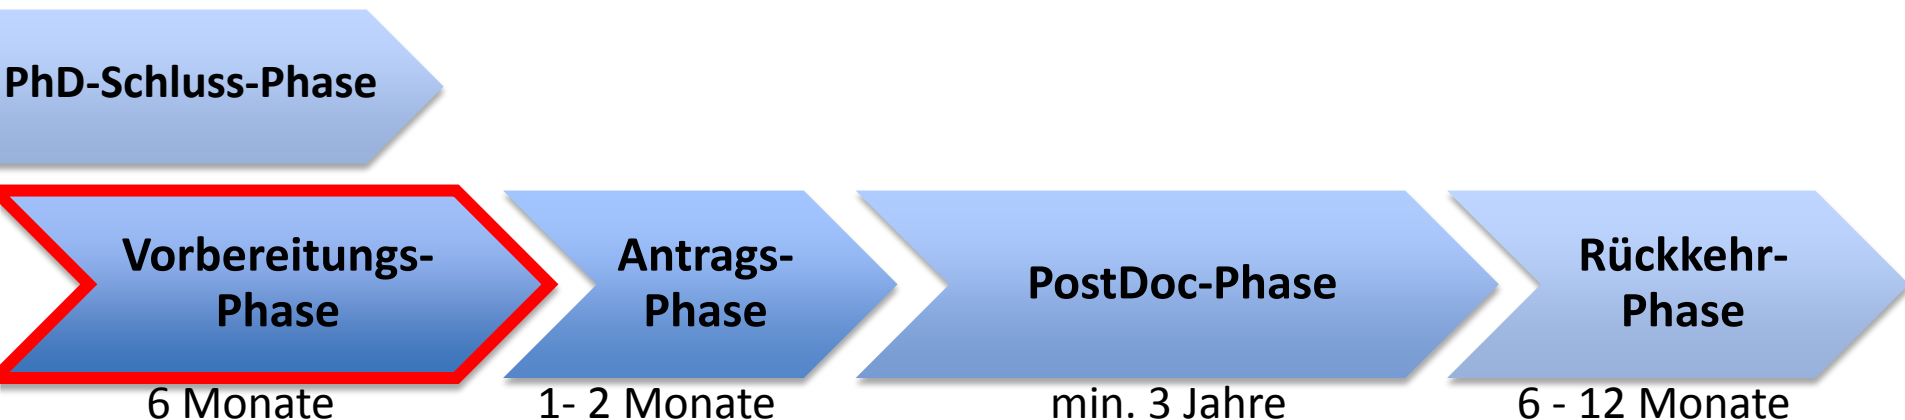 PhD-Schluss-Phase
Vorbereitungs-
Phase
Antrags-
Phase
PostDoc-Phase
Rückkehr-
Phase
6 Monate
1- 2 Monate
min. 3 Jahre
6 - 12 Monate